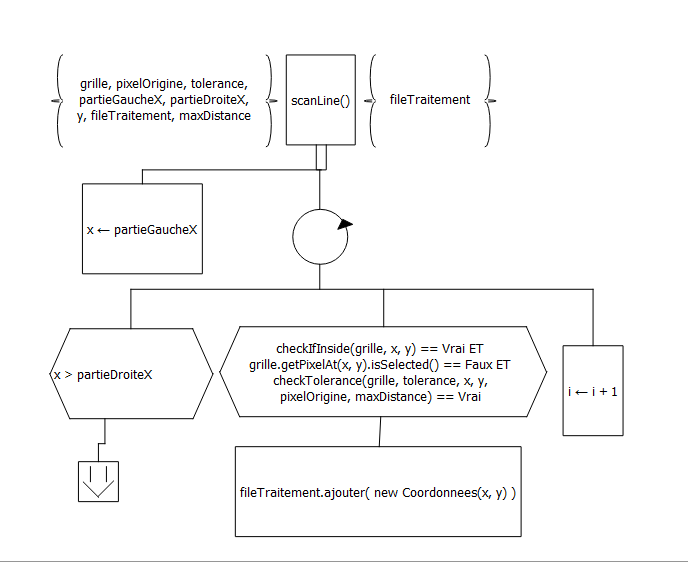 grille, pixelOrigine, tolerance,
partieGaucheX, partieDroiteX,
y, fileTraitement, maxDistance
scanLine()
fileTraitement
x ← partieGaucheX
x > partieDroiteX
checkIfInside(grille, x, y) == Vrai ET
grille.getPixelAt(x, y).isSelected() == Faux ET
checkTolerance(grille, tolerance, x, y,
pixelOrigine, maxDistance) == Vrai
i ← i + 1
fileTraitement.ajouter( new Coordonnees(x, y) )